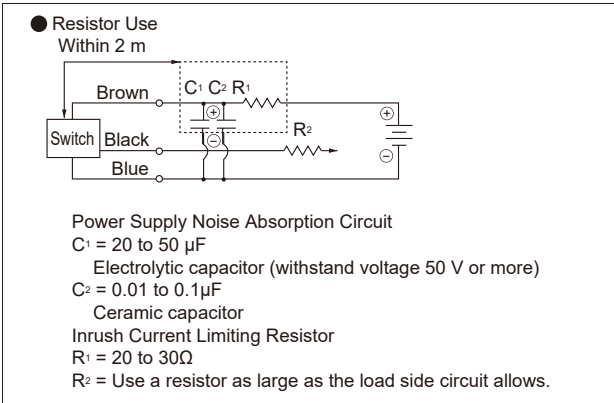 ● Resistor Use
Within 2 m
Brown
C1 C2 R1
⊕
⊕
Switch
Black
⊖
R2
⊖
Blue
Power Supply Noise Absorption Circuit
C1 = 20 to 50 µF
Electrolytic capacitor (withstand voltage 50 V or more)
C2 = 0.01 to 0.1µF
Ceramic capacitor
Inrush Current Limiting Resistor
R1 = 20 to 30Ω
R2 = Use a resistor as large as the load side circuit allows.